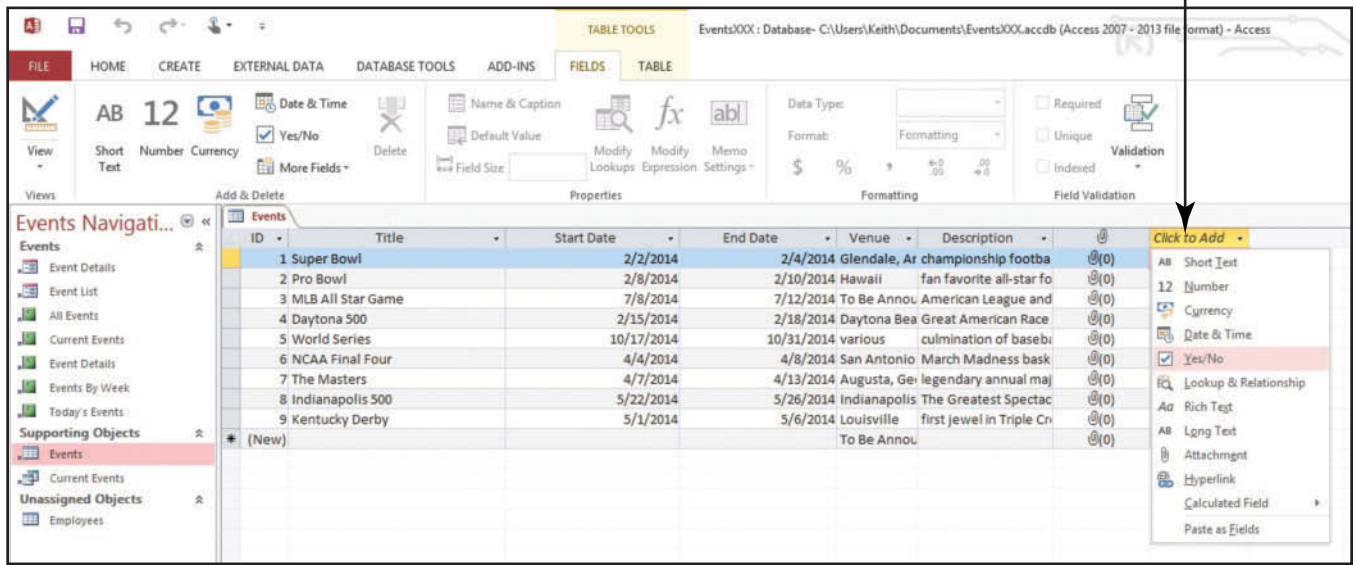 TABLE TOOLS EventsXXX : Database- C:\Users\Keith\Documents\EventsXXX.accdb (Access 2007 - 2013 file format) - Access
FILE HOME CREATE EXTERNAL DATA DATABASE TOOLS ADD-INS FIELDS TABLE
View
AB Short Text
12 Number
Currency
Date & Time
Yes/No
More Fields
Delete
Name & Caption
Default Value
Field Size
Modify Lookups
fx Modify Expression
abl Memo Settings
Data Type:
Format: Formatting
$ % , .00 .0 .00 .0
Required
Unique
Indexed
Validation
Views Add & Delete Properties Formatting Field Validation
Events Navigati... «
Events
Event Details
Event List
All Events
Current Events
Event Details
Events By Week
Today's Events
Supporting Objects
Events
Current Events
Unassigned Objects
Employees
Events
ID Title Start Date End Date Venue Description Click to Add
1 Super Bowl 2/2/2014 2/4/2014 Glendale, Ar championship footba (0)
2 Pro Bowl 2/8/2014 2/10/2014 Hawaii fan favorite all-star fo (0)
3 MLB All Star Game 7/8/2014 7/12/2014 To Be Annou American League and (0)
4 Daytona 500 2/15/2014 2/18/2014 Daytona Bea Great American Race (0)
5 World Series 10/17/2014 10/31/2014 various culmination of baseba (0)
6 NCAA Final Four 4/4/2014 4/8/2014 San Antonio March Madness bask (0)
7 The Masters 4/7/2014 4/13/2014 Augusta, Geo legendary annual maj (0)
8 Indianapolis 500 5/22/2014 5/26/2014 Indianapolis The Greatest Spectac (0)
9 Kentucky Derby 5/1/2014 5/6/2014 Louisville first jewel in Triple Cro (0)
* (New) To Be Annou (0)
AB Short Text
12 Number
Currency
Date & Time
Yes/No
Lookup & Relationship
Aa Rich Text
AB Long Text
Attachment
Hyperlink
Calculated Field
Paste as Fields